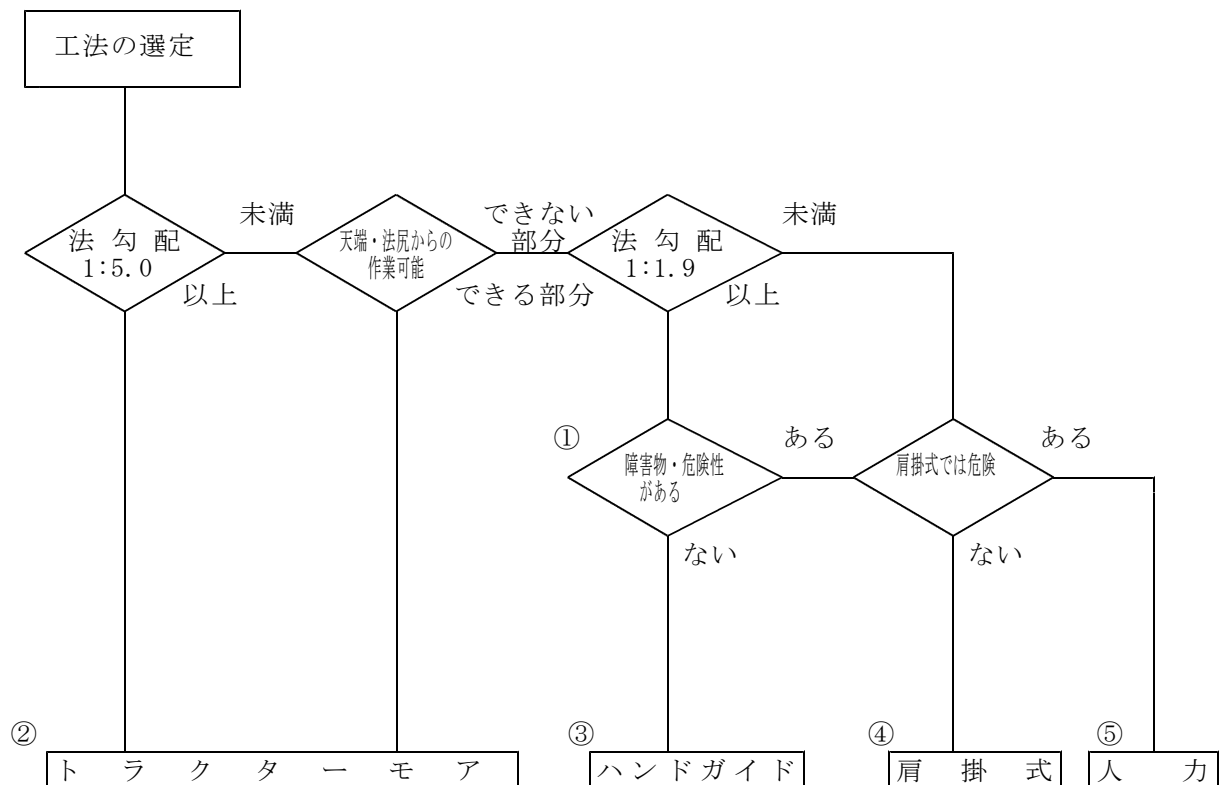 工法の選定
法勾配
1:5.0
未満
以上
天端・法尻からの
作業可能
できない
部分
できる部分
法勾配
1:1.9
未満
以上
①
障害物・危険性
がある
ある
ない
肩掛式では危険
ある
ない
②
トラクターモア
③
ハンドガイド
④
肩掛式
⑤
人力